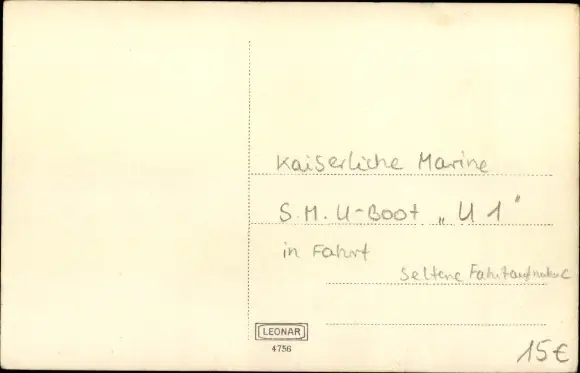 Kaiserliche Marine
S.M. U-Boot „U 1"
in Fahrt
Seltene Fahrtaufnahme
LEONAR
4756
15€